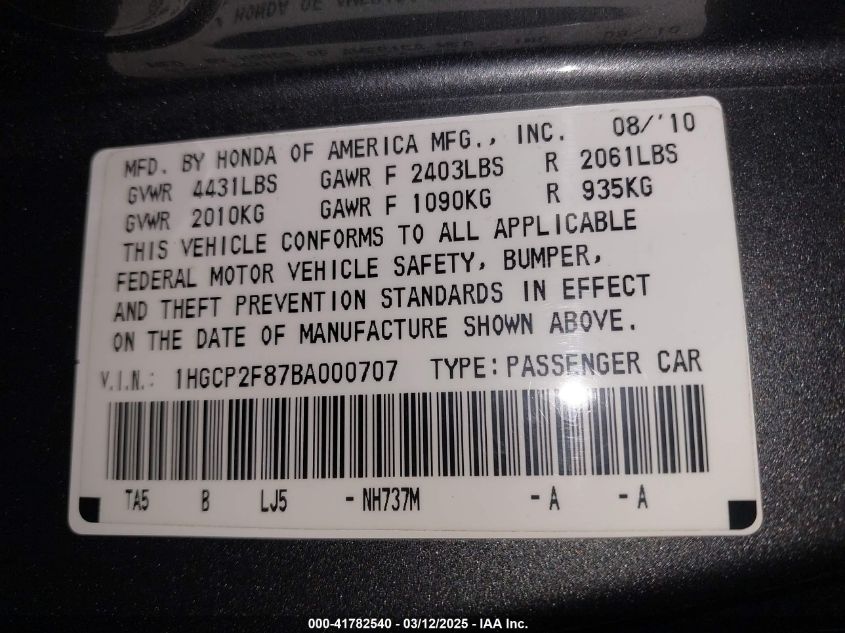 MFD. BY HONDA OF AMERICA MFG., INC. 08/'10
GVWR 4431LBS GAWR F 2403LBS R 2061LBS
GVWR 2010KG GAWR F 1090KG R 935KG
THIS VEHICLE CONFORMS TO ALL APPLICABLE
FEDERAL MOTOR VEHICLE SAFETY, BUMPER,
AND THEFT PREVENTION STANDARDS IN EFFECT
ON THE DATE OF MANUFACTURE SHOWN ABOVE.
V.I.N.: 1HGCP2F87BA000707 TYPE:PASSENGER CAR
TA5 B LJ5 -NH737M -A -A
000-41782540 - 03/12/2025 - IAA Inc.